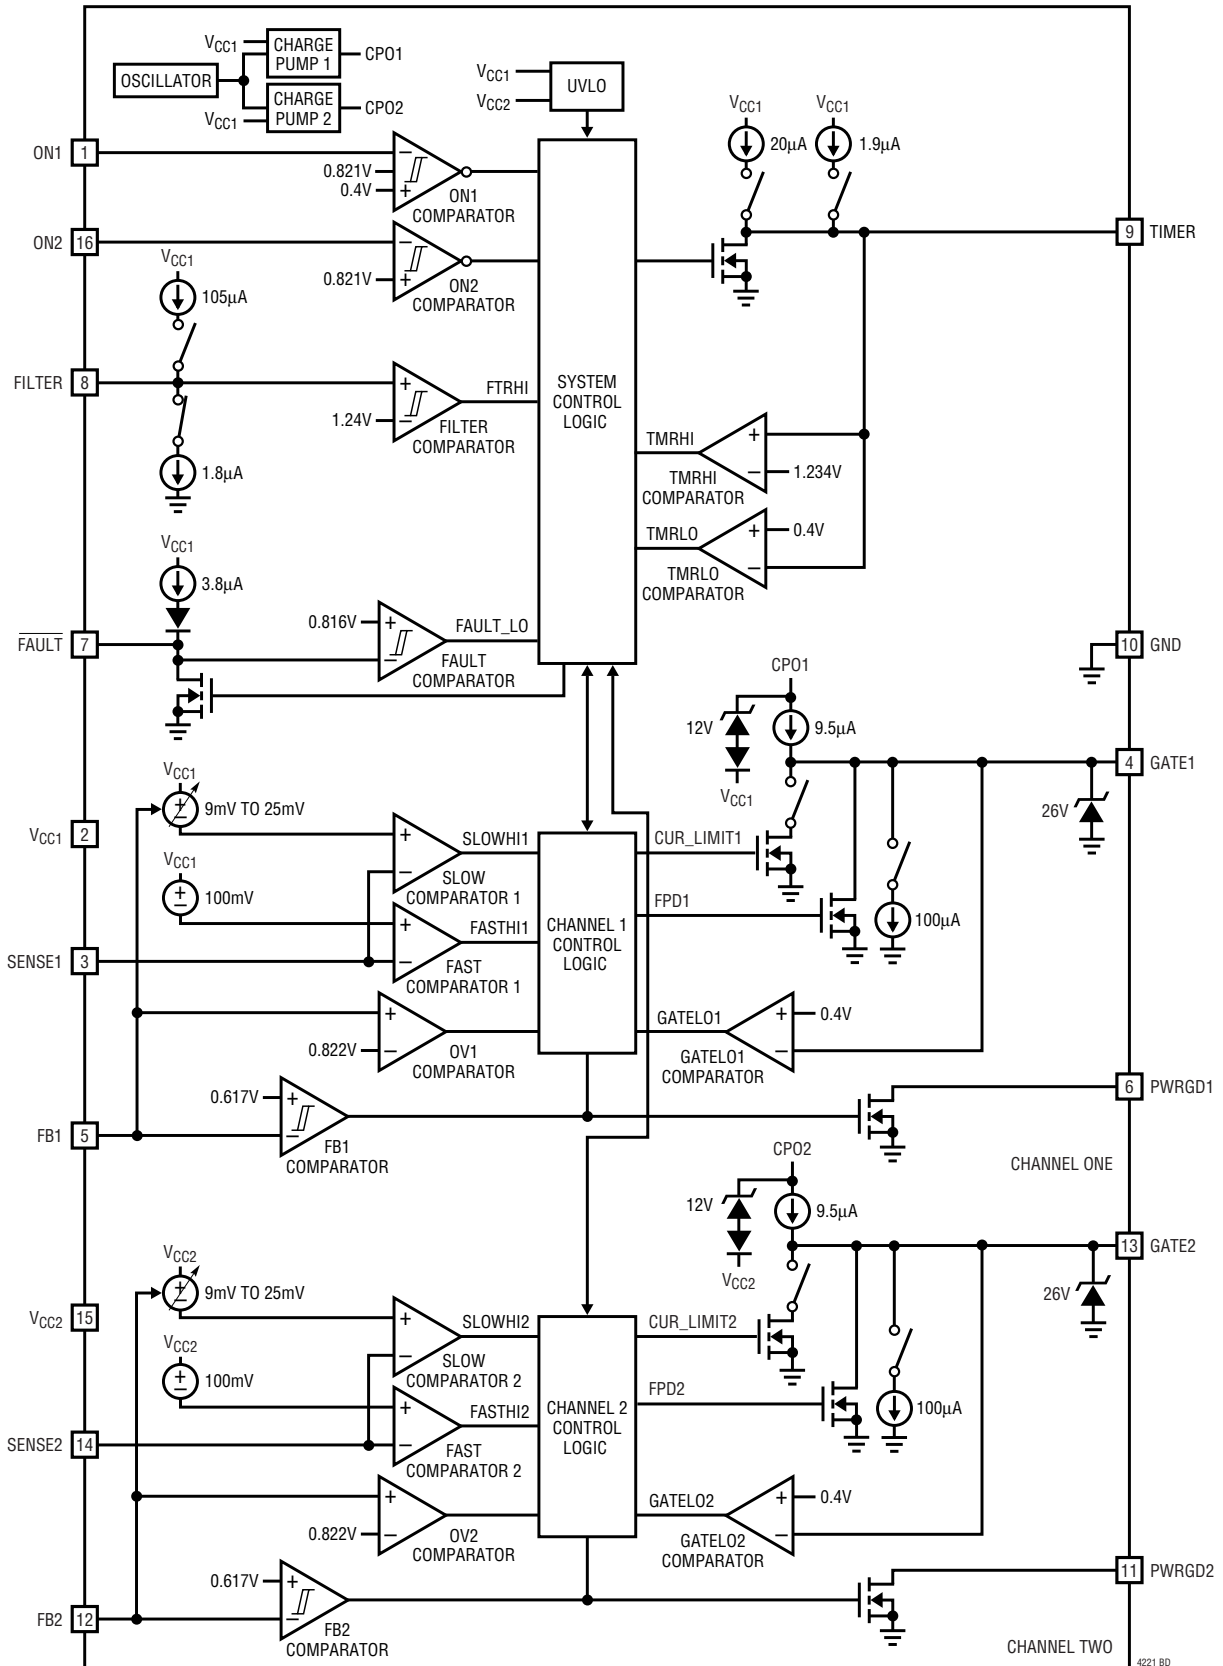 VCC1
CHARGE
PUMP 1
CPO1
OSCILLATOR
CHARGE
PUMP 2
CPO2
VCC1
VCC1
VCC2
UVLO
VCC1
VCC1
20µA
1.9µA
ON1
1
0.821V
0.4V
−
+
ON1
COMPARATOR
ON2
16
−
0.821V
+
ON2
COMPARATOR
9
TIMER
VCC1
105µA
FILTER
8
+
FTRHI
1.24V
−
FILTER
COMPARATOR
1.8µA
SYSTEM
CONTROL
LOGIC
TMRHI
+
−
1.234V
TMRHI
COMPARATOR
TMRLO
+
0.4V
−
TMRLO
COMPARATOR
VCC1
3.8µA
FAULT
7
0.816V
+
−
FAULT_LO
FAULT
COMPARATOR
10
GND
CPO1
12V
9.5µA
VCC1
4
GATE1
26V
VCC1
+
−
9mV TO 25mV
VCC1
2
VCC1
+
−
100mV
+
−
SLOWHI1
SLOW
COMPARATOR 1
+
−
FASTHI1
FAST
COMPARATOR 1
SENSE1
3
CHANNEL 1
CONTROL
LOGIC
CUR_LIMIT1
FPD1
100µA
+
0.822V
−
OV1
COMPARATOR
GATELO1
+
0.4V
−
GATELO1
COMPARATOR
0.617V
+
−
FB1
COMPARATOR
FB1
5
6
PWRGD1
CHANNEL ONE
CPO2
12V
9.5µA
VCC2
13
GATE2
26V
VCC2
+
−
9mV TO 25mV
VCC2
15
VCC2
+
−
100mV
+
−
SLOWHI2
SLOW
COMPARATOR 2
+
−
FASTHI2
FAST
COMPARATOR 2
SENSE2
14
CHANNEL 2
CONTROL
LOGIC
CUR_LIMIT2
FPD2
100µA
+
0.822V
−
OV2
COMPARATOR
GATELO2
+
0.4V
−
GATELO2
COMPARATOR
0.617V
+
−
FB2
COMPARATOR
FB2
12
11
PWRGD2
CHANNEL TWO
4221 BD